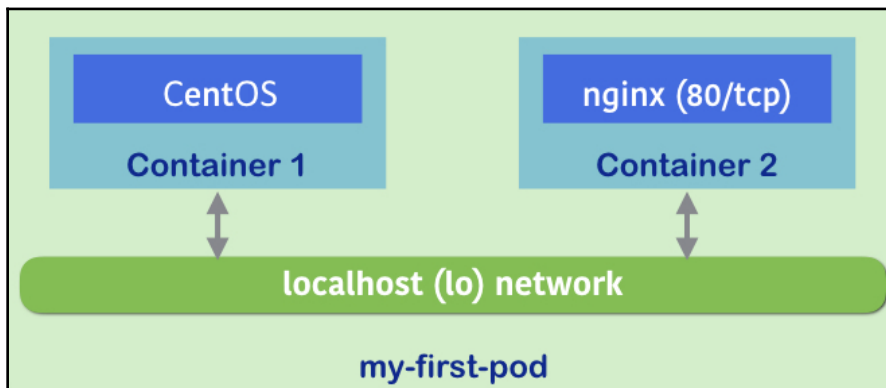 CentOS
nginx (80/tcp)
Container 1
Container 2
localhost (lo) network
my-first-pod